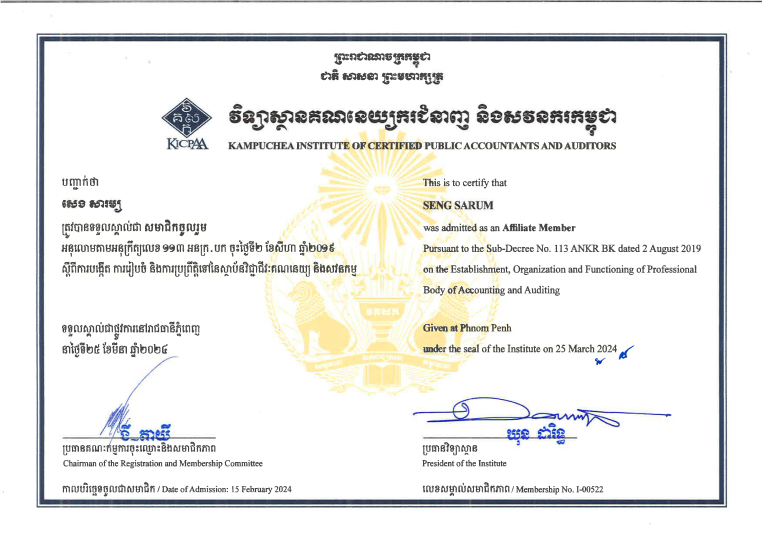 ព្រះរាជាណាចក្រកម្ពុជា
ជាតិ សាសនា ព្រះមហាក្សត្រ
វិគសក
KICPAA
វិទ្យាស្ថានគណនេយ្យករជំនាញ និងសវនករកម្ពុជា
KAMPUCHEA INSTITUTE OF CERTIFIED PUBLIC ACCOUNTANTS AND AUDITORS
បញ្ជាក់ថា
សេង សារម្យ
ត្រូវបានទទួលស្គាល់ជា សមាជិកចូលរួម
អនុលោមតាមអនុក្រឹត្យលេខ ១១៣ អនក្រ.បក ចុះថ្ងៃទី២ ខែសីហា ឆ្នាំ២០១៩
ស្តីពីការបង្កើត ការរៀបចំ និងការប្រព្រឹត្តទៅនៃស្ថាប័នវិជ្ជាជីវៈគណនេយ្យ និងសវនកម្ម
ទទួលស្គាល់ជាផ្លូវការនៅរាជធានីភ្នំពេញ
នាថ្ងៃទី២៥ ខែមីនា ឆ្នាំ២០២៤
This is to certify that
SENG SARUM
was admitted as an Affiliate Member
Pursuant to the Sub-Decree No. 113 ANKR BK dated 2 August 2019
on the Establishment, Organization and Functioning of Professional
Body of Accounting and Auditing
Given at Phnom Penh
under the seal of the Institute on 25 March 2024
ប្រធានគណៈកម្មការចុះឈ្មោះនិងសមាជិកភាព
Chairman of the Registration and Membership Committee
កាលបរិច្ឆេទចូលជាសមាជិក / Date of Admission: 15 February 2024
យុន ដារិទ្ធ
ប្រធានវិទ្យាស្ថាន
President of the Institute
លេខសម្គាល់សមាជិកភាព / Membership No. I-00522